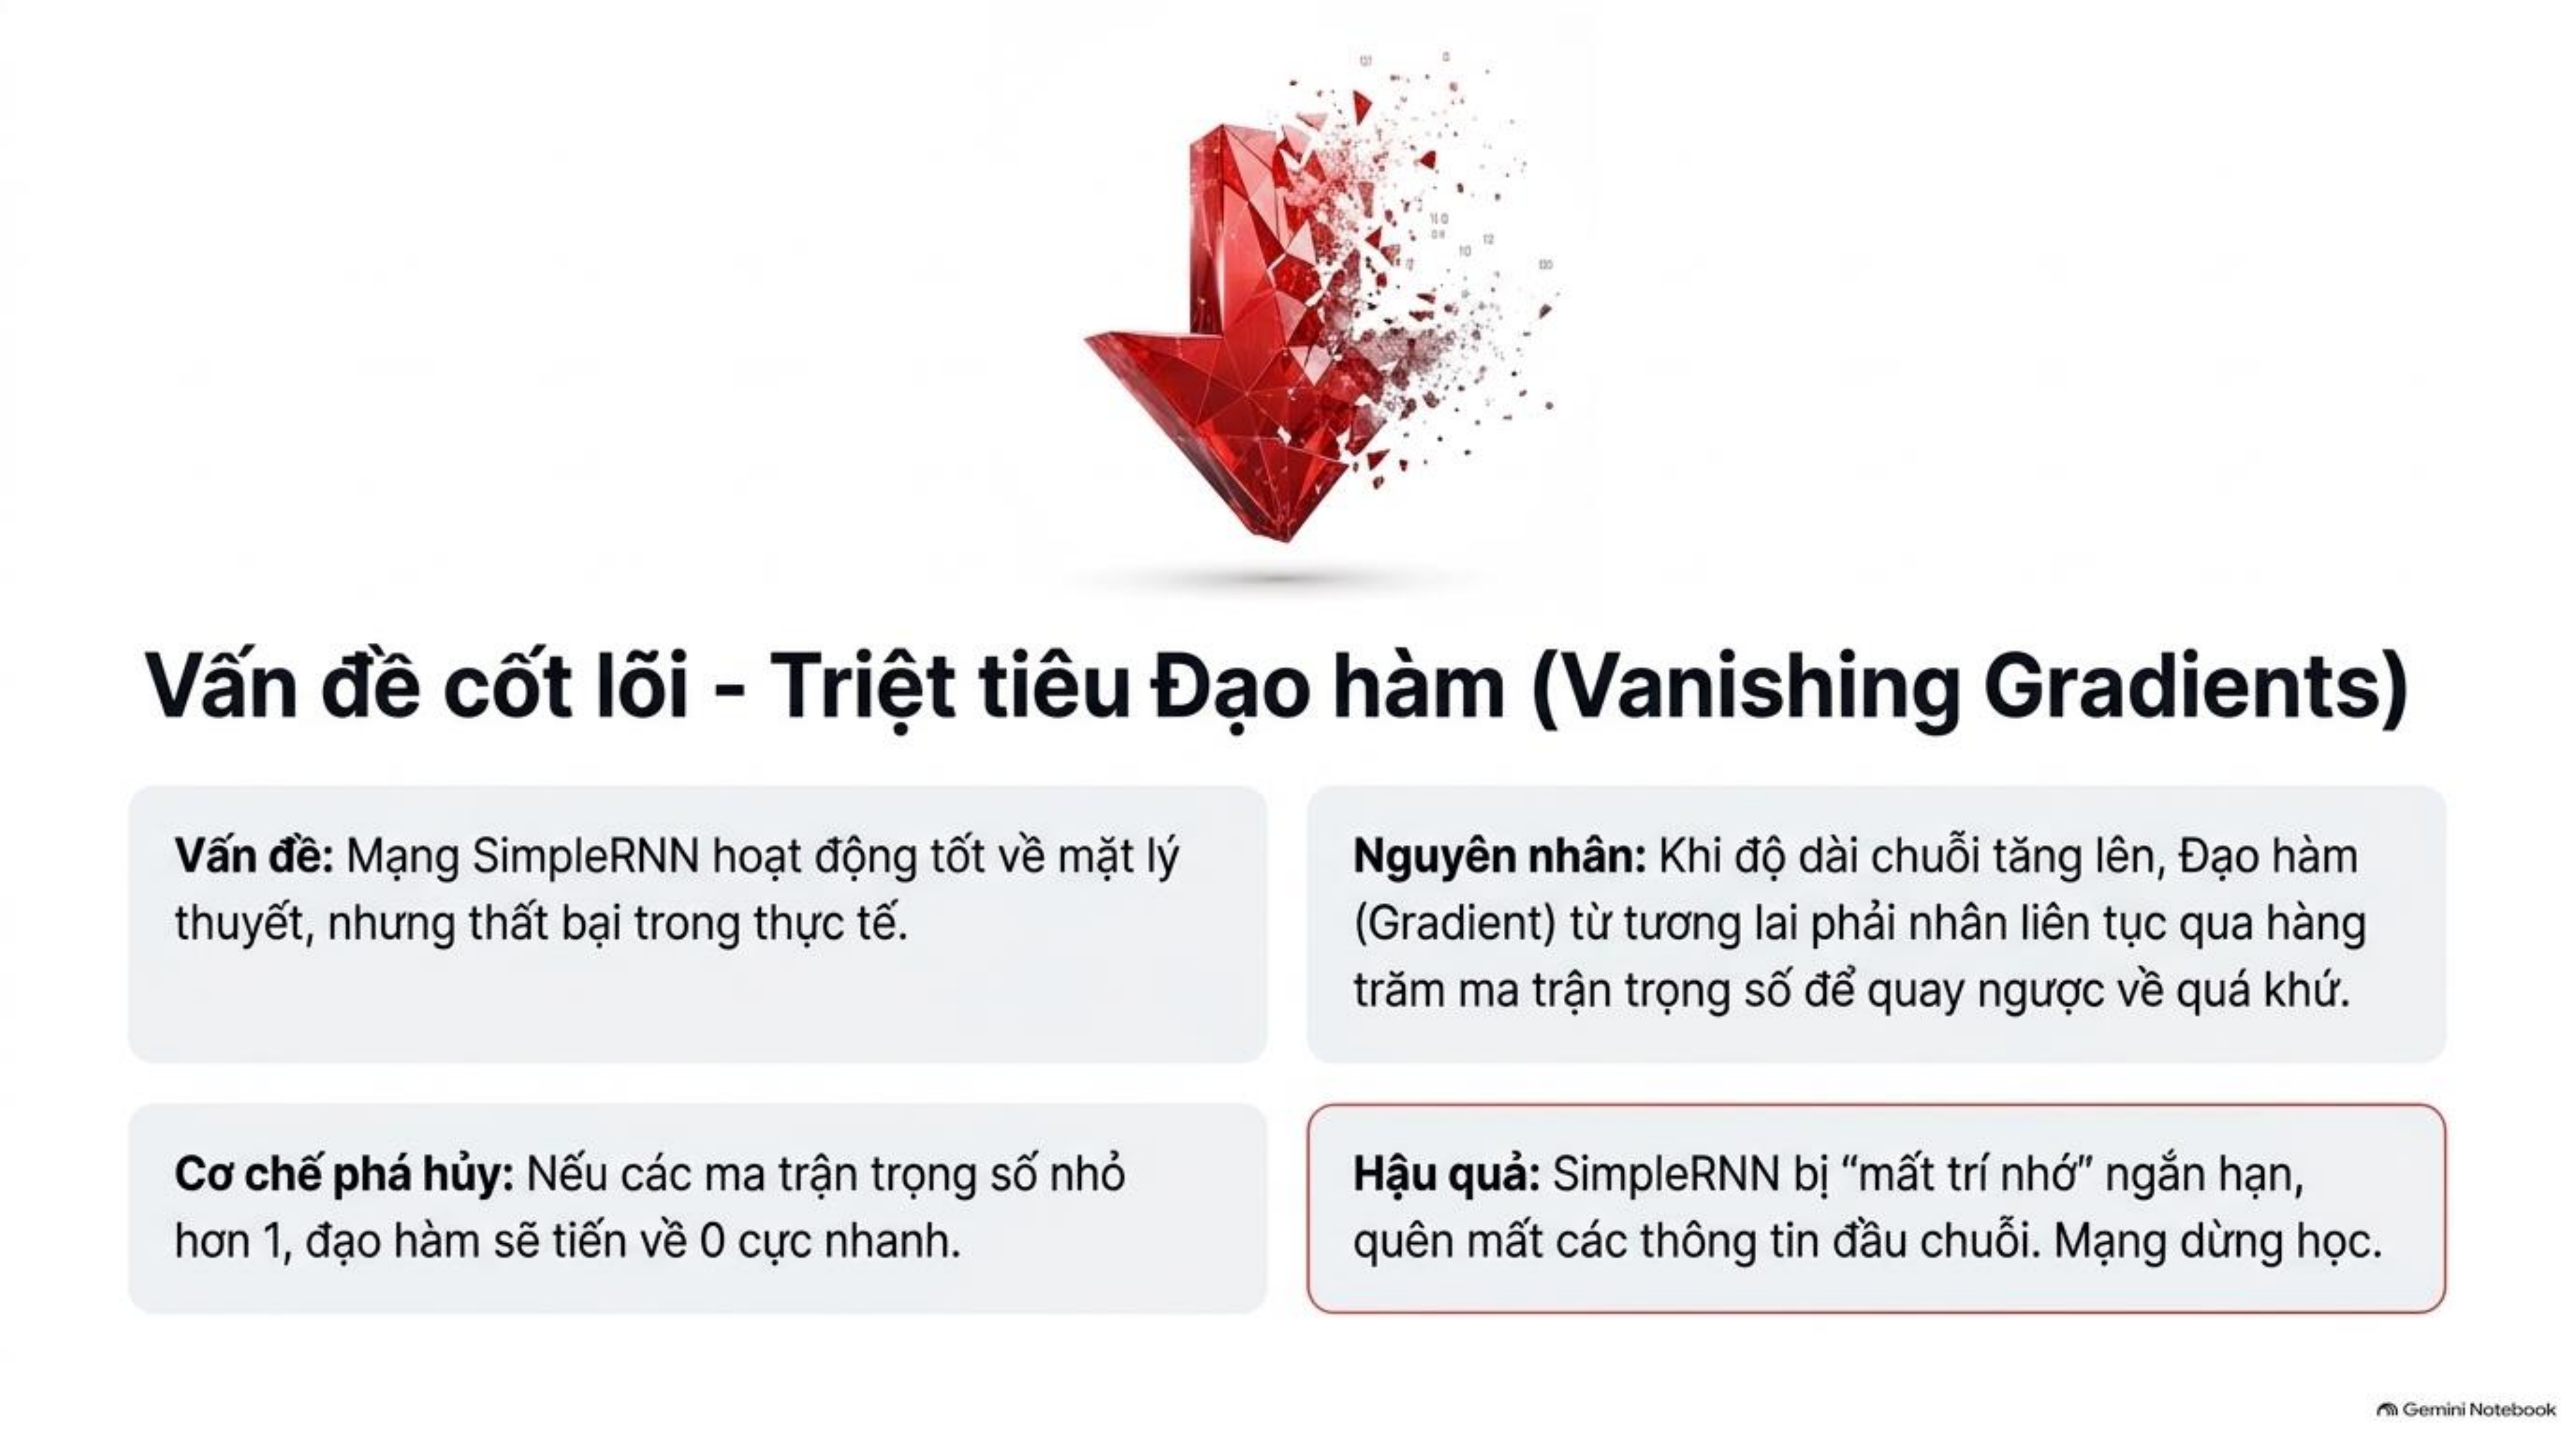 Vấn đề cốt lõi - Triệt tiêu Đạo hàm (Vanishing Gradients)
Vấn đề: Mạng SimpleRNN hoạt động tốt về mặt lý
thuyết, nhưng thất bại trong thực tế.
Nguyên nhân: Khi độ dài chuỗi tăng lên, Đạo hàm
(Gradient) từ tương lai phải nhân liên tục qua hàng
trăm ma trận trọng số để quay ngược về quá khứ.
Cơ chế phá hủy: Nếu các ma trận trọng số nhỏ
hơn 1, đạo hàm sẽ tiến về 0 cực nhanh.
Hậu quả: SimpleRNN bị “mất trí nhớ” ngắn hạn,
quên mất các thông tin đầu chuỗi. Mạng dừng học.
Gemini Notebook